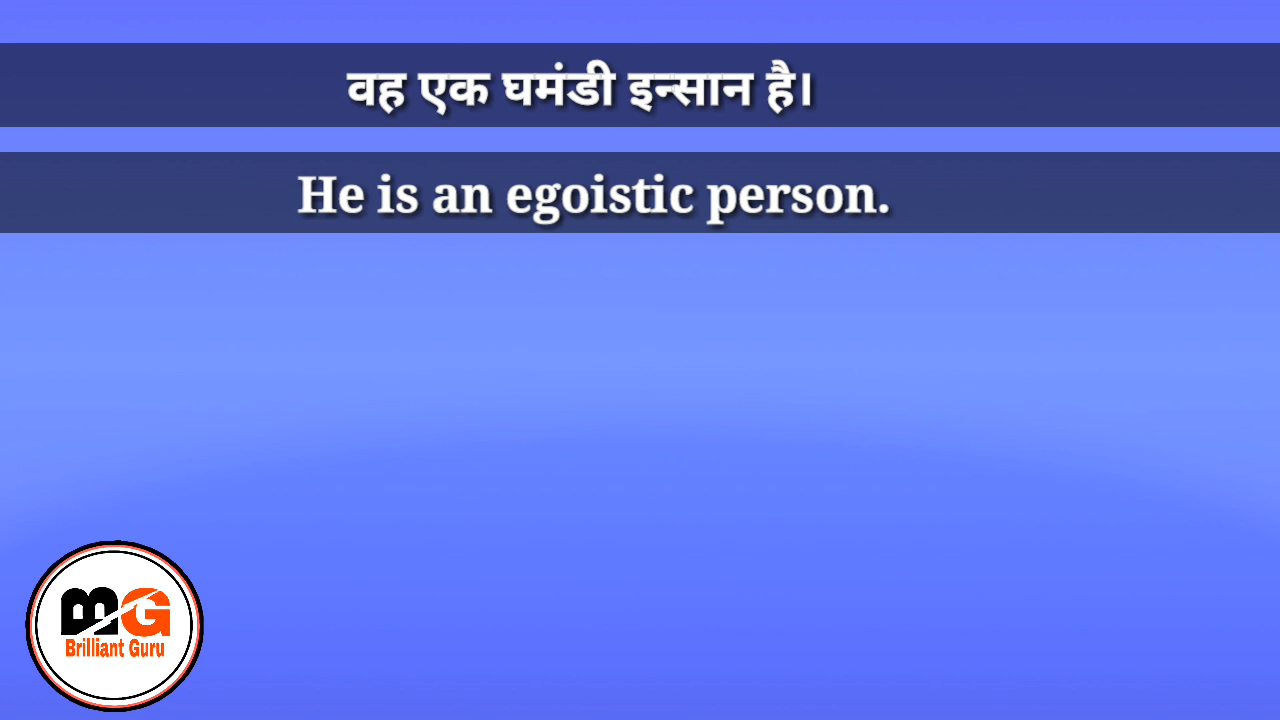 वह एक घमंडी इन्सान है।
He is an egoistic person.
BG
Brilliant Guru